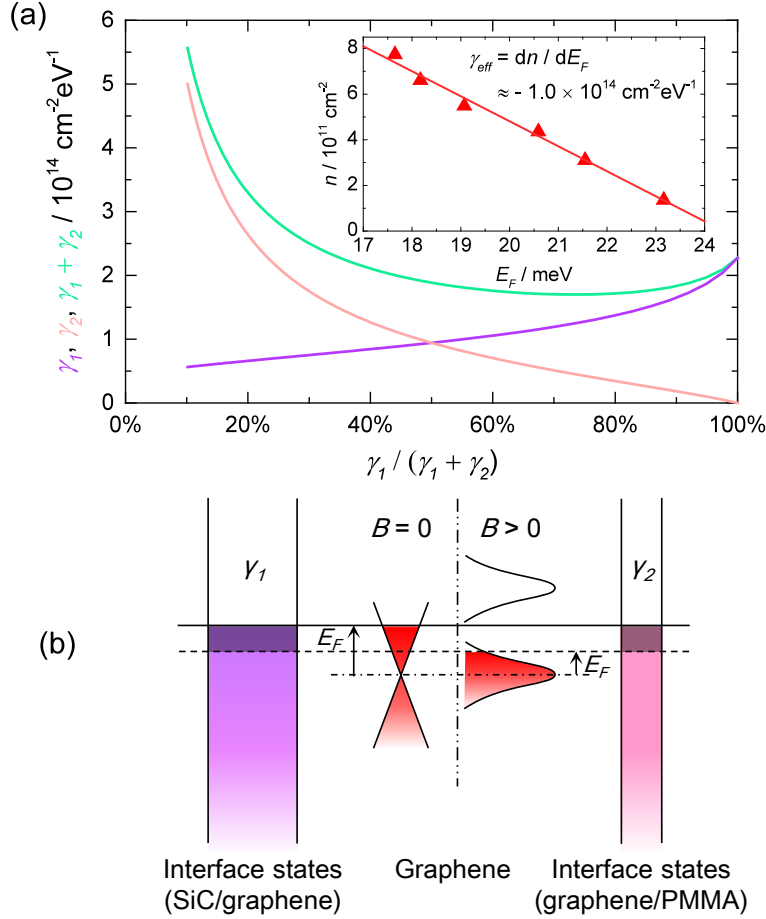 (a)
6
5
4
3
2
1
0
γ1, γ2, γ1 + γ2 / 10^14 cm^-2eV^-1
0% 20% 40% 60% 80% 100%
γ1 / (γ1 + γ2)
8
6
4
2
0
n / 10^11 cm^-2
γeff = dn / dEF
≈ - 1.0 × 10^14 cm^-2eV^-1
17 18 19 20 21 22 23 24
EF / meV
(b)
B = 0 B > 0
γ1 γ2
EF EF
Interface states Graphene Interface states
(SiC/graphene) (graphene/PMMA)